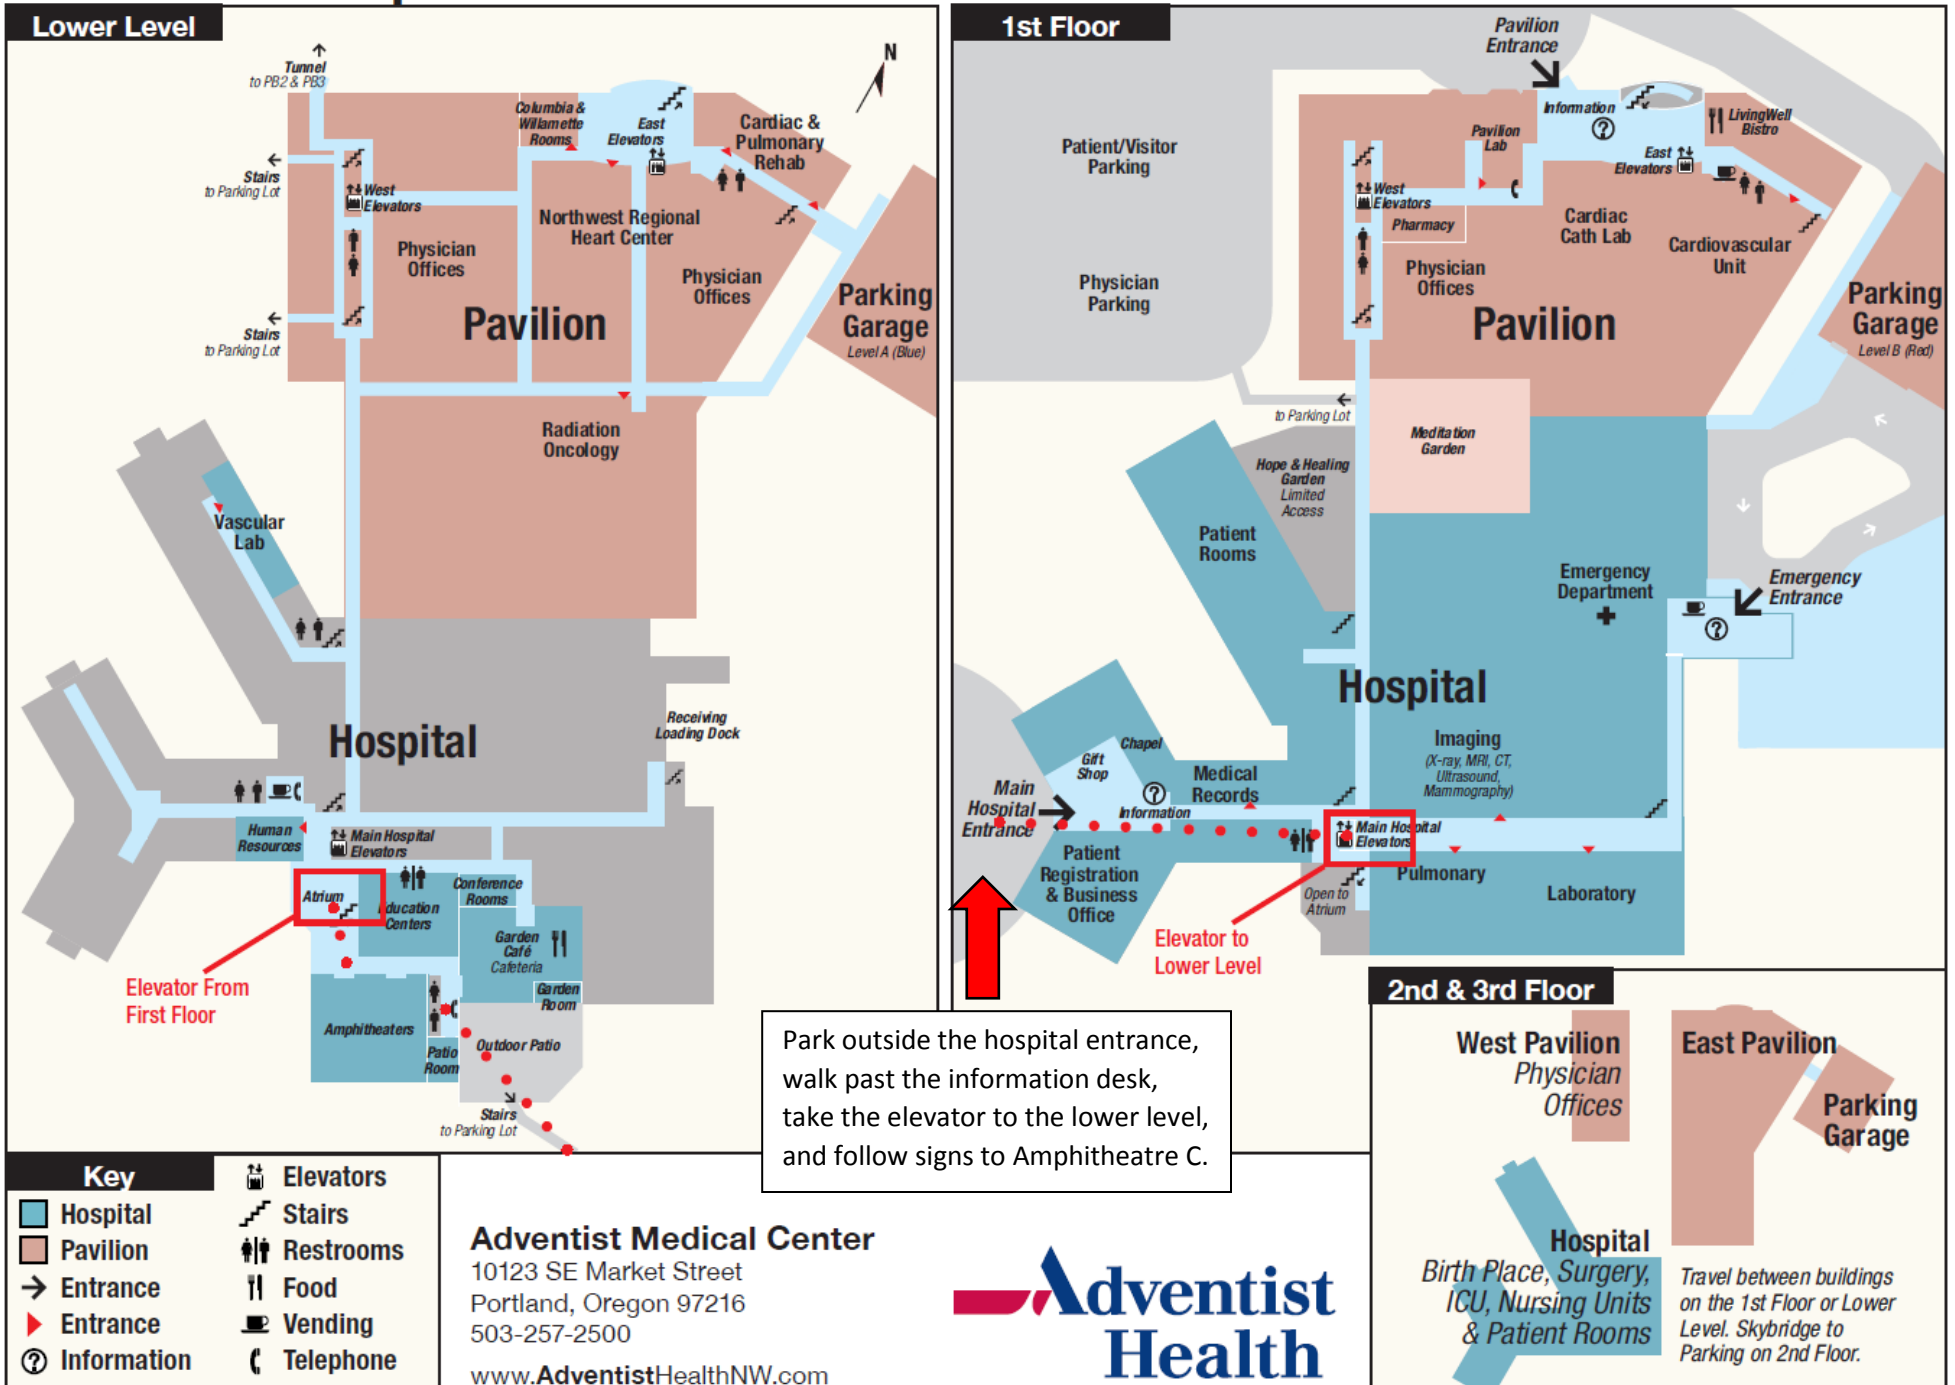 Lower Level
N
Tunnel
to PB2 & PB3
Columbia &
Willamette
Rooms
East
Elevators
Cardiac &
Pulmonary
Rehab
Stairs
to Parking Lot
West
Elevators
Northwest Regional
Heart Center
Physician
Offices
Physician
Offices
Stairs
to Parking Lot
Pavilion
Parking
Garage
Level A (Blue)
Radiation
Oncology
Vascular
Lab
Receiving
Loading Dock
Hospital
Human
Resources
Main Hospital
Elevators
Atrium
Education
Centers
Conference
Rooms
Garden
Café
Cafeteria
Garden
Room
Elevator From
First Floor
Amphitheaters
Patio
Room
Outdoor Patio
Stairs
to Parking Lot
1st Floor
Pavilion
Entrance
Information
LivingWell
Bistro
Patient/Visitor
Parking
Pavilion
Lab
East
Elevators
West
Elevators
Pharmacy
Cardiac
Cath Lab
Cardiovascular
Unit
Physician
Parking
Physician
Offices
Pavilion
Parking
Garage
Level B (Red)
to Parking Lot
Meditation
Garden
Hope & Healing
Garden
Limited
Access
Patient
Rooms
Emergency
Department
Emergency
Entrance
Hospital
Imaging
(X-ray, MRI, CT,
Ultrasound,
Mammography)
Chapel
Gift
Shop
Medical
Records
Main
Hospital
Entrance
Information
Main Hospital
Elevators
Patient
Registration
& Business
Office
Pulmonary
Laboratory
Open to
Atrium
Elevator to
Lower Level
Park outside the hospital entrance,
walk past the information desk,
take the elevator to the lower level,
and follow signs to Amphitheatre C.
2nd & 3rd Floor
West Pavilion
Physician
Offices
East Pavilion
Parking
Garage
Hospital
Birth Place, Surgery,
ICU, Nursing Units
& Patient Rooms
Travel between buildings
on the 1st Floor or Lower
Level. Skybridge to
Parking on 2nd Floor.
Key
Hospital
Pavilion
Entrance
Entrance
Information
Elevators
Stairs
Restrooms
Food
Vending
Telephone
Adventist Medical Center
10123 SE Market Street
Portland, Oregon 97216
503-257-2500
www.AdventistHealthNW.com
Adventist
Health